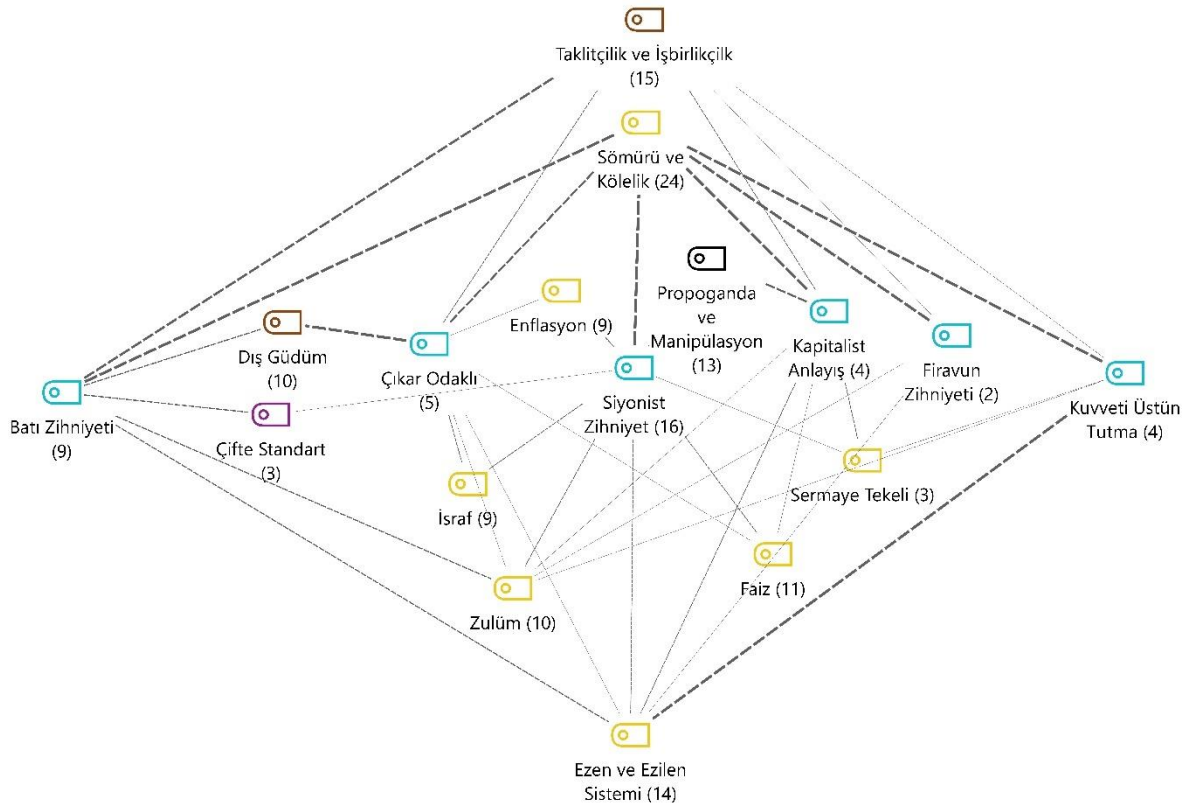 Taklitçilik ve İşbirlikçilk
(15)
Sömürü ve
Kölelik (24)
Propoganda
ve
Manipülasyon
(13)
Enflasyon (9)
Dış Güdüm
(10)
Çıkar Odaklı
(5)
Kapitalist
Anlayış (4)
Firavun
Zihniyeti (2)
Siyonist
Zihniyet (16)
Batı Zihniyeti
(9)
Kuvveti Üstün
Tutma (4)
Çifte Standart
(3)
Sermaye Tekeli (3)
İsraf (9)
Faiz (11)
Zulüm (10)
Ezen ve Ezilen
Sistemi (14)